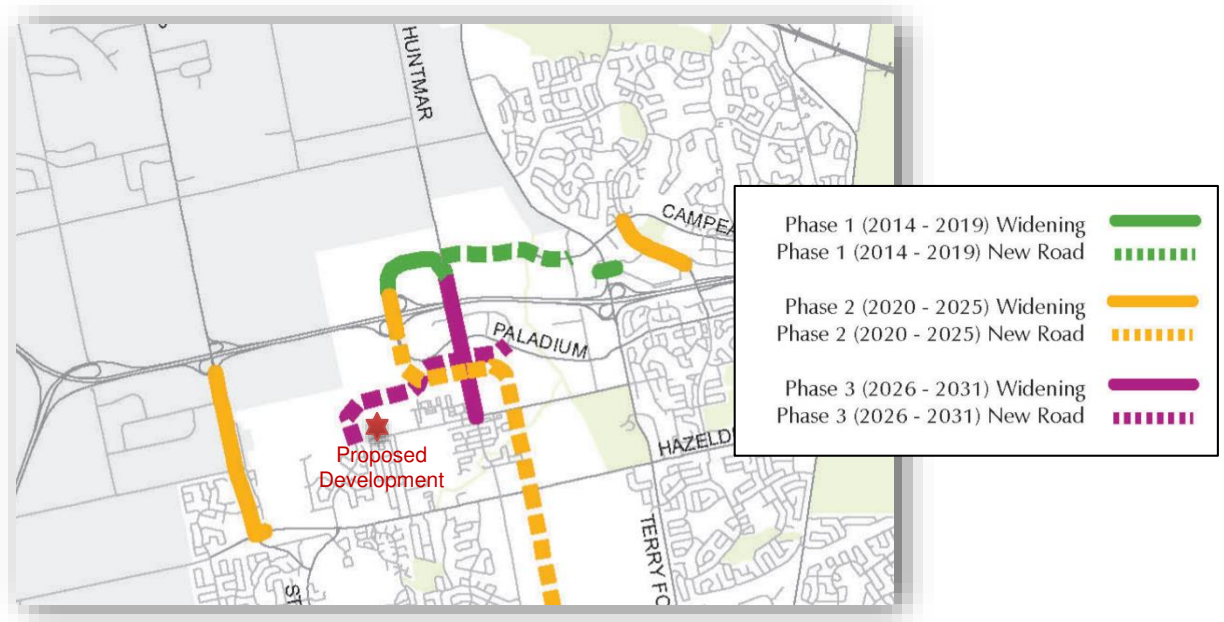 HUNTMAR
CAMPEA
PALADIUM
HAZELD
Proposed
Development
TERRY FO
ST
Phase 1 (2014 - 2019) Widening
Phase 1 (2014 - 2019) New Road
Phase 2 (2020 - 2025) Widening
Phase 2 (2020 - 2025) New Road
Phase 3 (2026 - 2031) Widening
Phase 3 (2026 - 2031) New Road